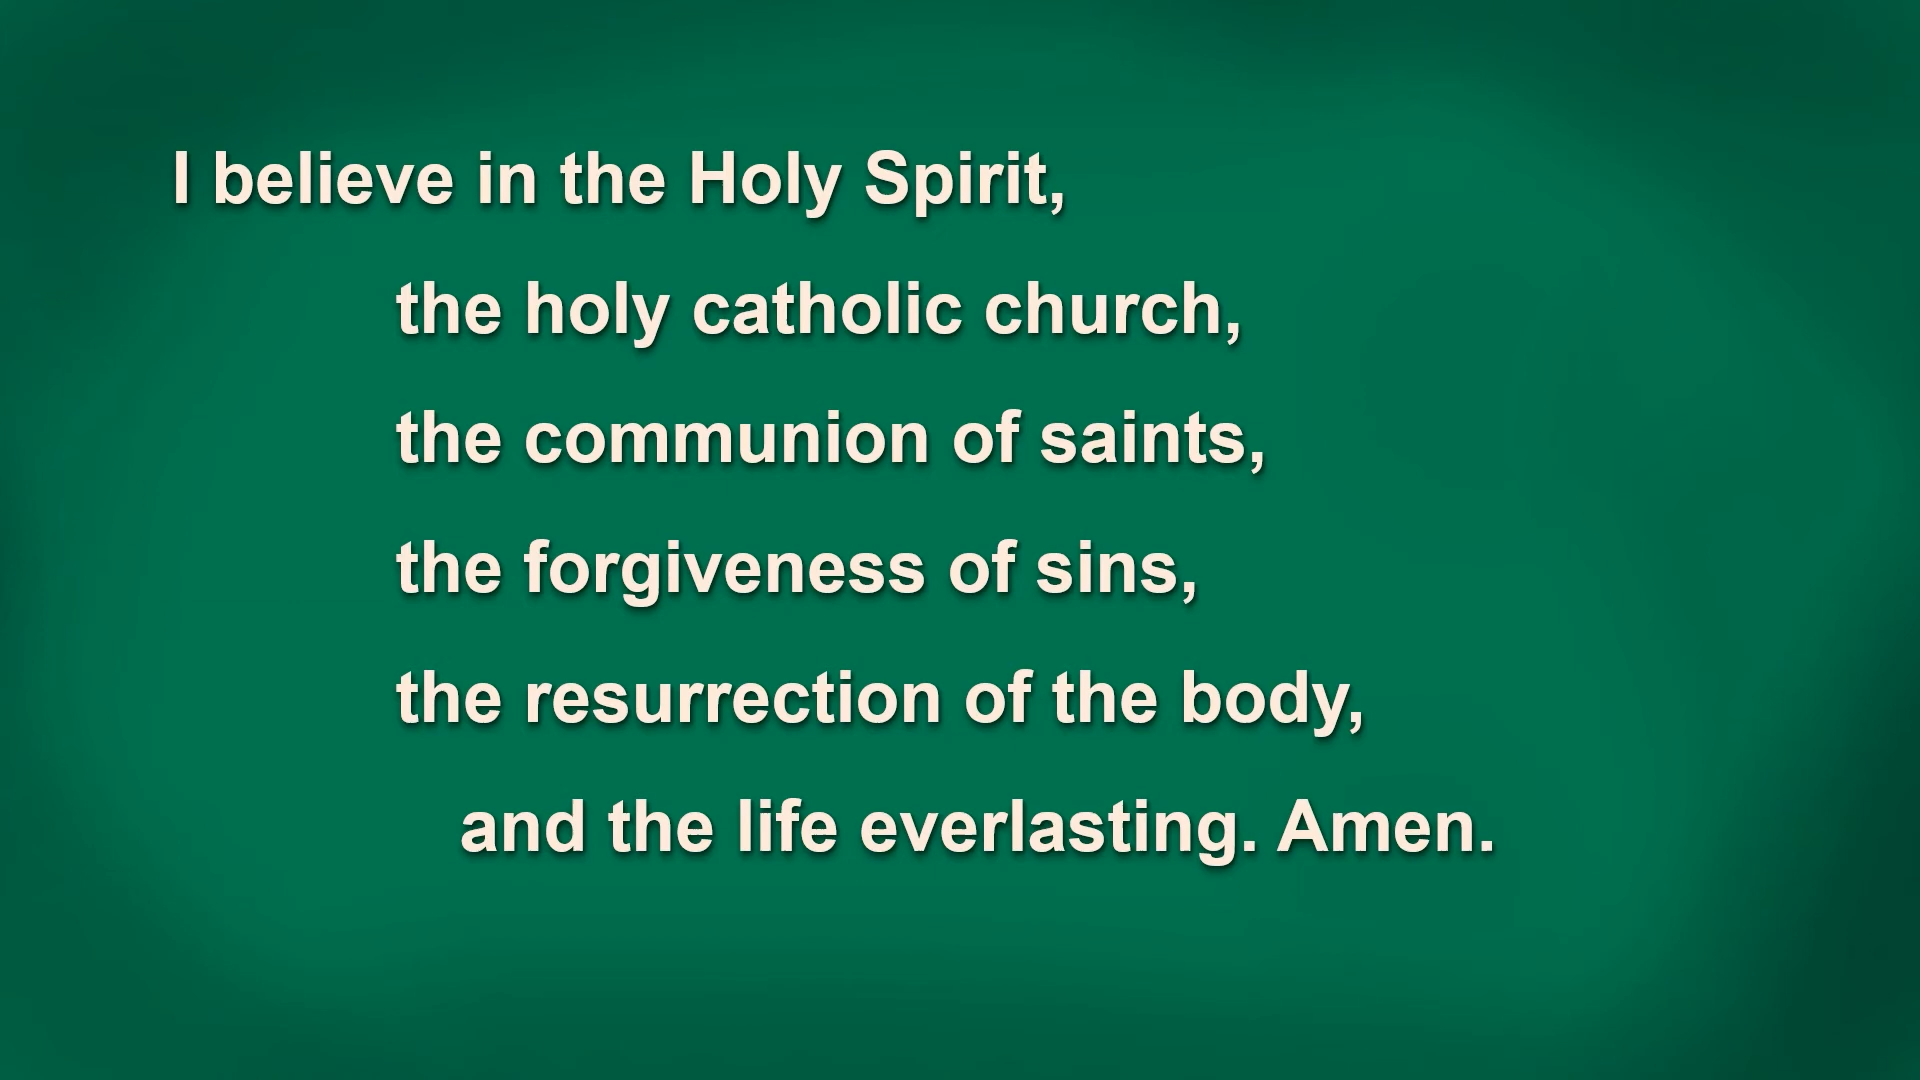 I believe in the Holy Spirit,
the holy catholic church,
the communion of saints,
the forgiveness of sins,
the resurrection of the body,
and the life everlasting. Amen.